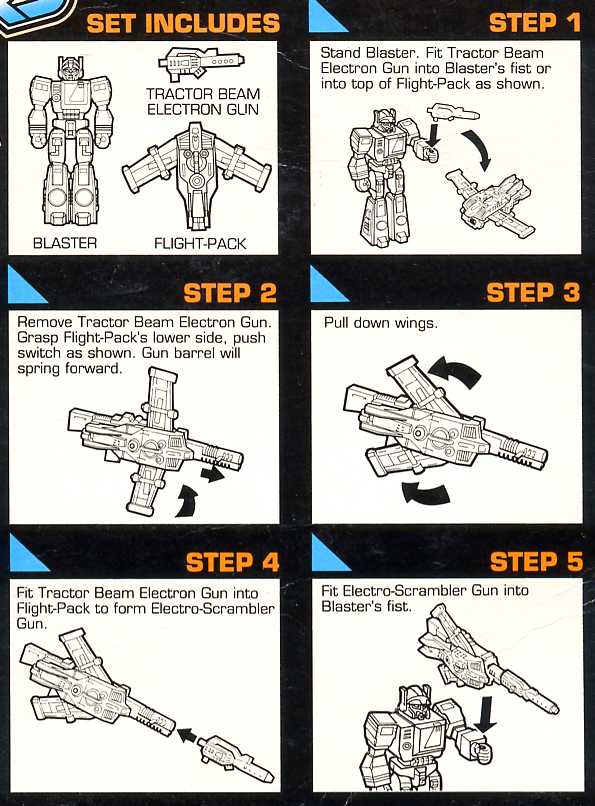 SET INCLUDES
TRACTOR BEAM
ELECTRON GUN
BLASTER
FLIGHT-PACK
STEP 1
Stand Blaster. Fit Tractor Beam
Electron Gun into Blaster's fist or
into top of Flight-Pack as shown.
STEP 2
Remove Tractor Beam Electron Gun.
Grasp Flight-Pack's lower side, push
switch as shown. Gun barrel will
spring forward.
STEP 3
Pull down wings.
STEP 4
Fit Tractor Beam Electron Gun into
Flight-Pack to form Electro-Scrambler
Gun.
STEP 5
Fit Electro-Scrambler Gun into
Blaster's fist.